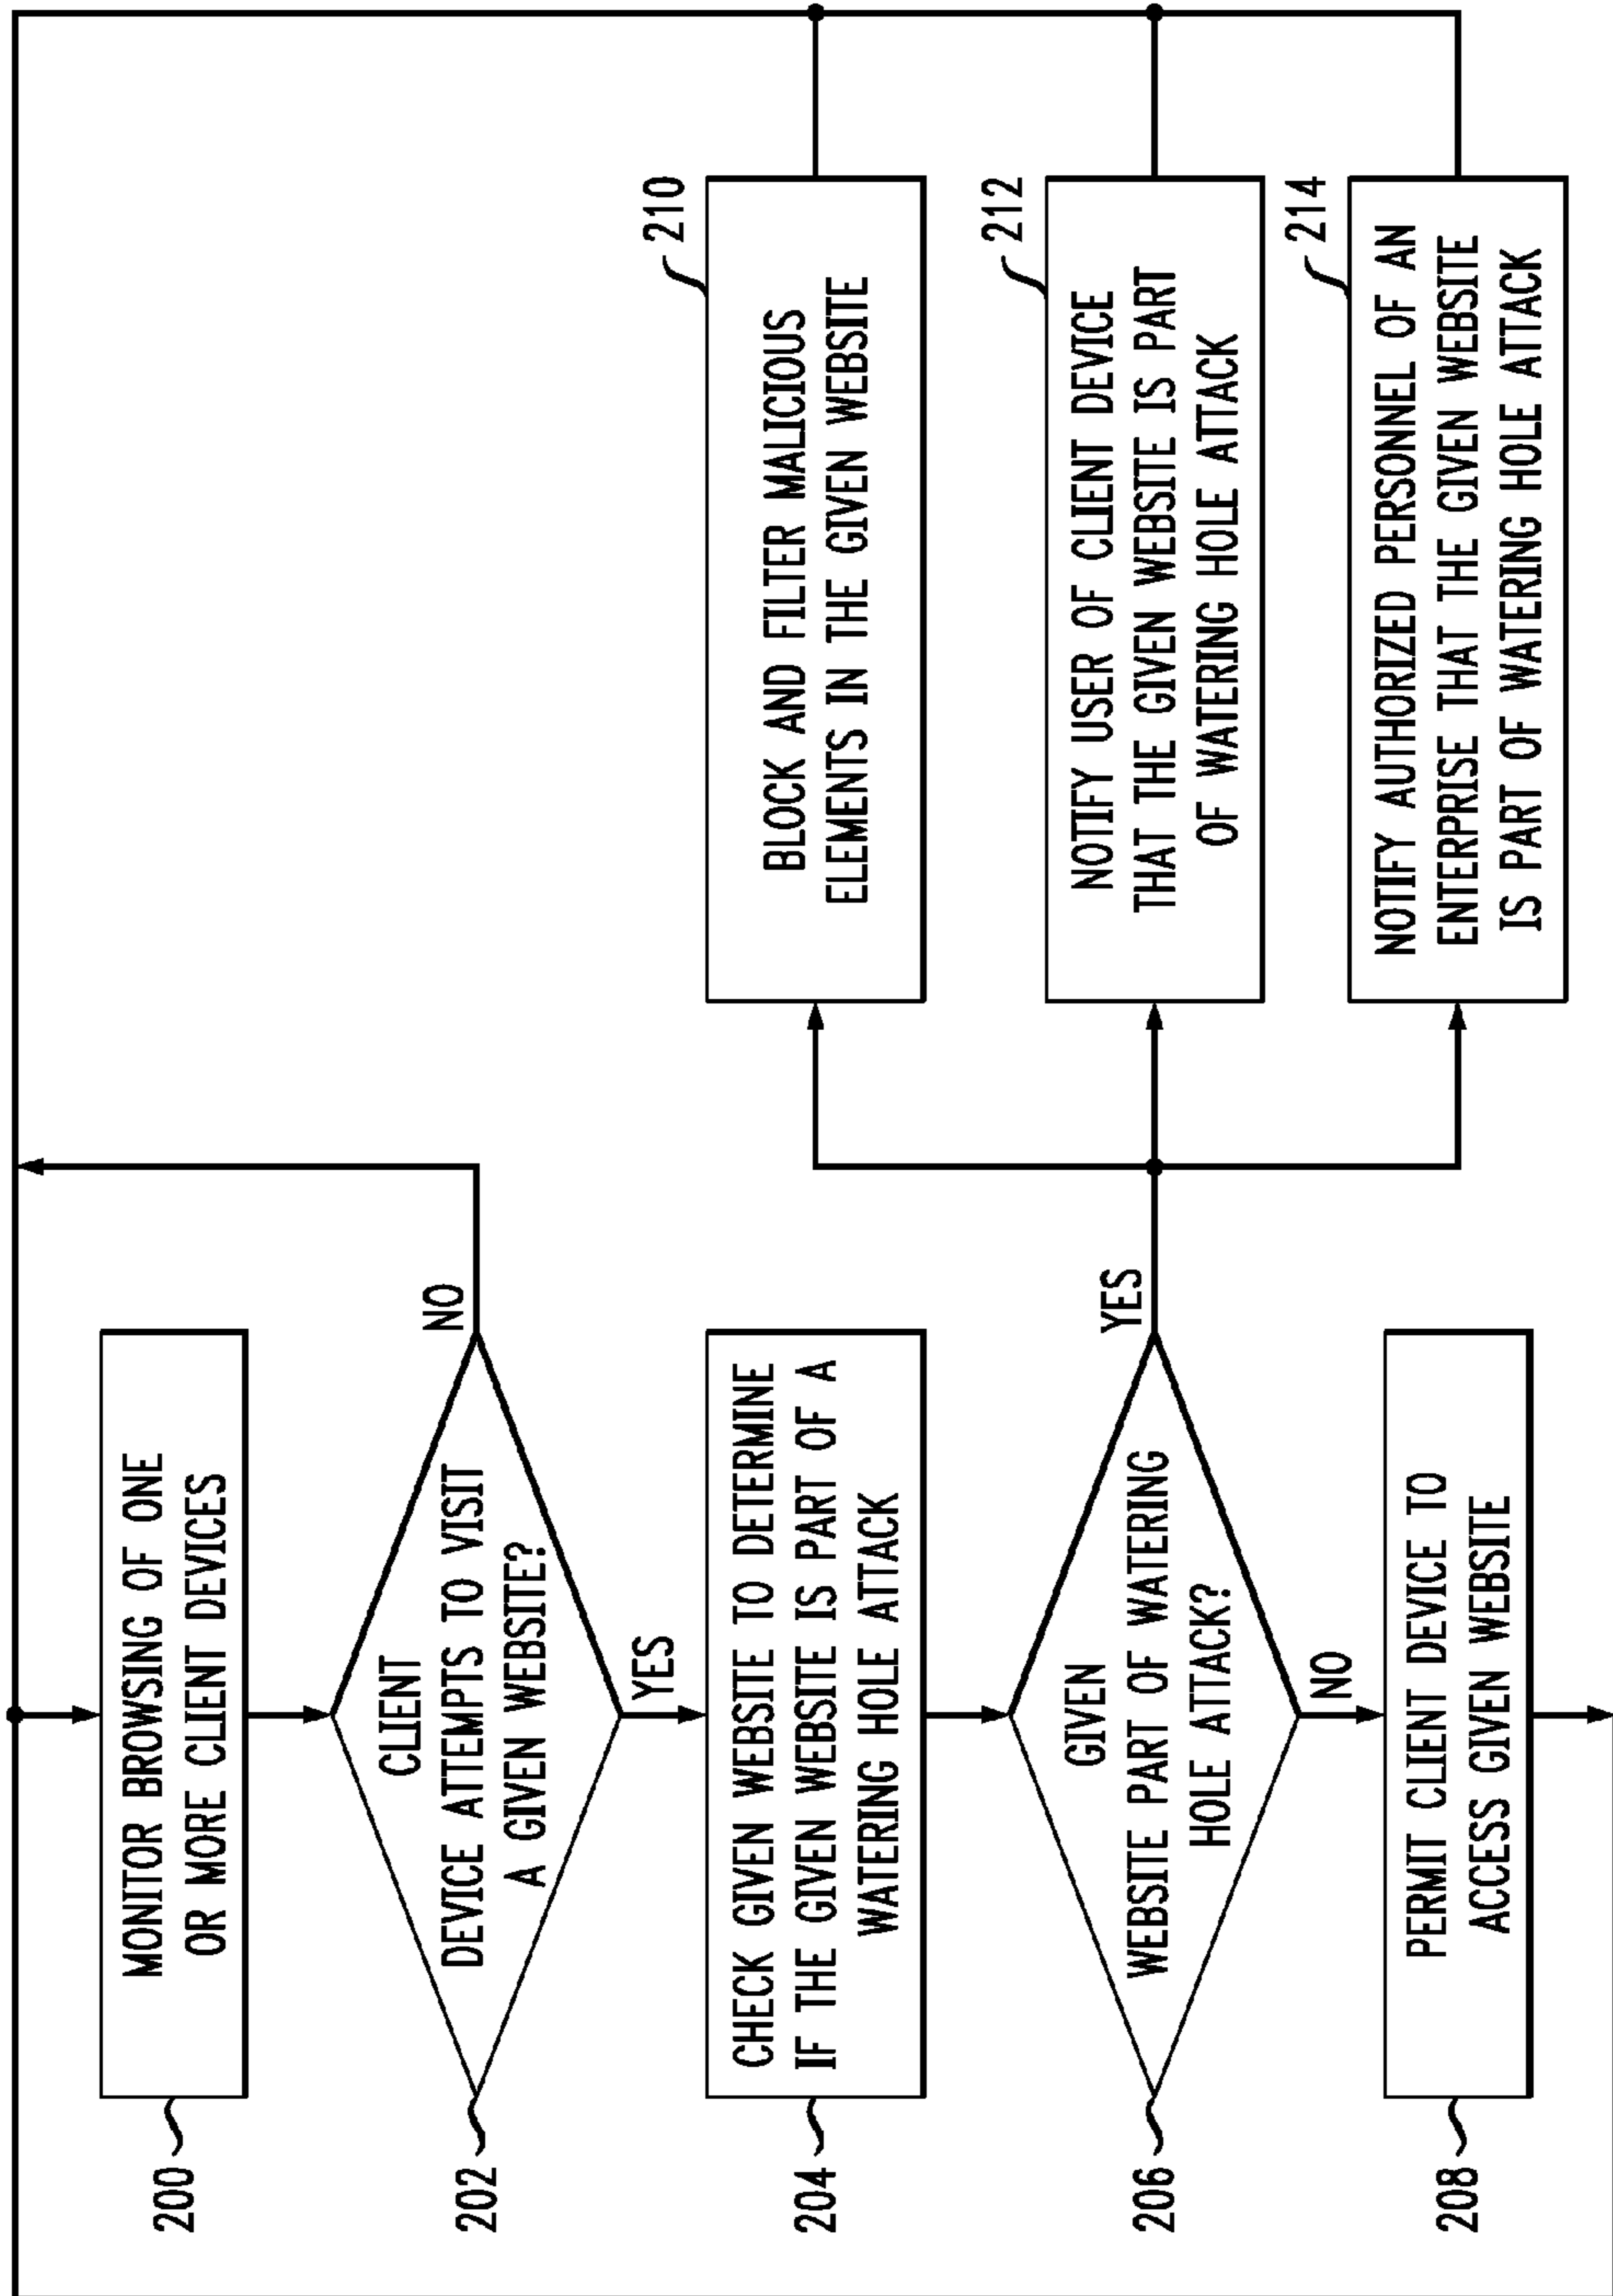 200
MONITOR BROWSING OF ONE
OR MORE CLIENT DEVICES
202
CLIENT
DEVICE ATTEMPTS TO VISIT
A GIVEN WEBSITE?
NO
YES
204
CHECK GIVEN WEBSITE TO DETERMINE
IF THE GIVEN WEBSITE IS PART OF A
WATERING HOLE ATTACK
206
GIVEN
WEBSITE PART OF WATERING
HOLE ATTACK?
YES
NO
208
PERMIT CLIENT DEVICE TO
ACCESS GIVEN WEBSITE
210
BLOCK AND FILTER MALICIOUS
ELEMENTS IN THE GIVEN WEBSITE
212
NOTIFY USER OF CLIENT DEVICE
THAT THE GIVEN WEBSITE IS PART
OF WATERING HOLE ATTACK
214
NOTIFY AUTHORIZED PERSONNEL OF AN
ENTERPRISE THAT THE GIVEN WEBSITE
IS PART OF WATERING HOLE ATTACK